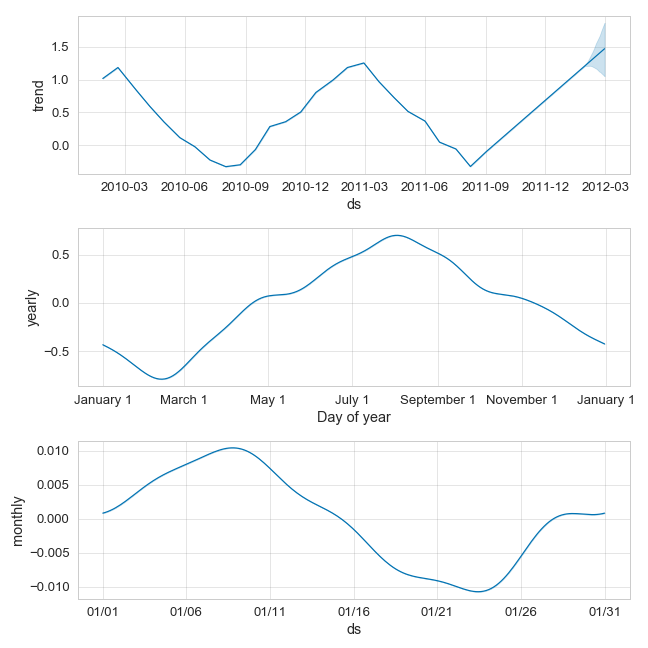 1.5
1.0
0.5
0.0
trend
2010-03 2010-06 2010-09 2010-12 2011-03 2011-06 2011-09 2011-12 2012-03
ds
0.5
0.0
−0.5
yearly
January 1 March 1 May 1 July 1 September 1 November 1 January 1
Day of year
0.010
0.005
0.000
−0.005
−0.010
monthly
01/01 01/06 01/11 01/16 01/21 01/26 01/31
ds